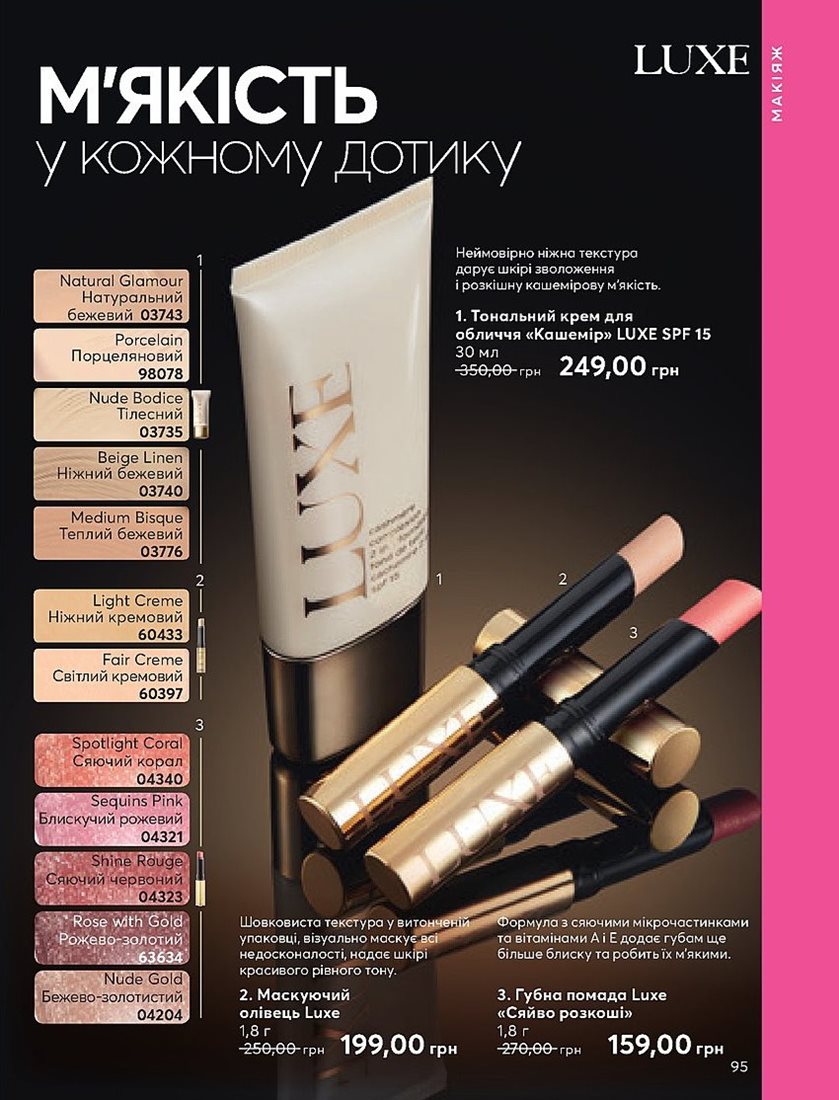 LUXE
МАКІЯЖ
М'ЯКІСТЬ
У КОЖНОМУ ДОТИКУ
Неймовірно ніжна текстура
дарує шкірі зволоження
і розкішну кашемірову м'якість.
1. Тональний крем для
обличчя «Кашемір» LUXE SPF 15
30 мл
350,00 грн 249,00 грн
1
Natural Glamour
Натуральний
бежевий 03743
Porcelain
Порцеляновий
98078
Nude Bodice
Тілесний
03735
Beige Linen
Ніжний бежевий
03740
Medium Bisque
Теплий бежевий
03776
2
Light Creme
Ніжний кремовий
60433
Fair Creme
Світлий кремовий
60397
3
Spotlight Coral
Сяючий корал
04340
Sequins Pink
Блискучий рожевий
04321
Shine Rouge
Сяючий червоний
04323
Rose with Gold
Рожево-золотий
63634
Nude Gold
Бежево-золотистий
04204
LUXE
cashmere
spf 15
1
2
3
LUXE
LUXE
Шовковиста текстура у витонченій
упаковці, візуально маскує всі
недосконалості, надає шкірі
красивого рівного тону.
2. Маскуючий
олівець Luxe
1,8 г
250,00 грн 199,00 грн
Формула з сяючими мікрочастинками
та вітамінами А і Е додає губам ще
більше блиску та робить їх м'якими.
3. Губна помада Luxe
«Сяйво розкоші»
1,8 г
270,00 грн 159,00 грн
95